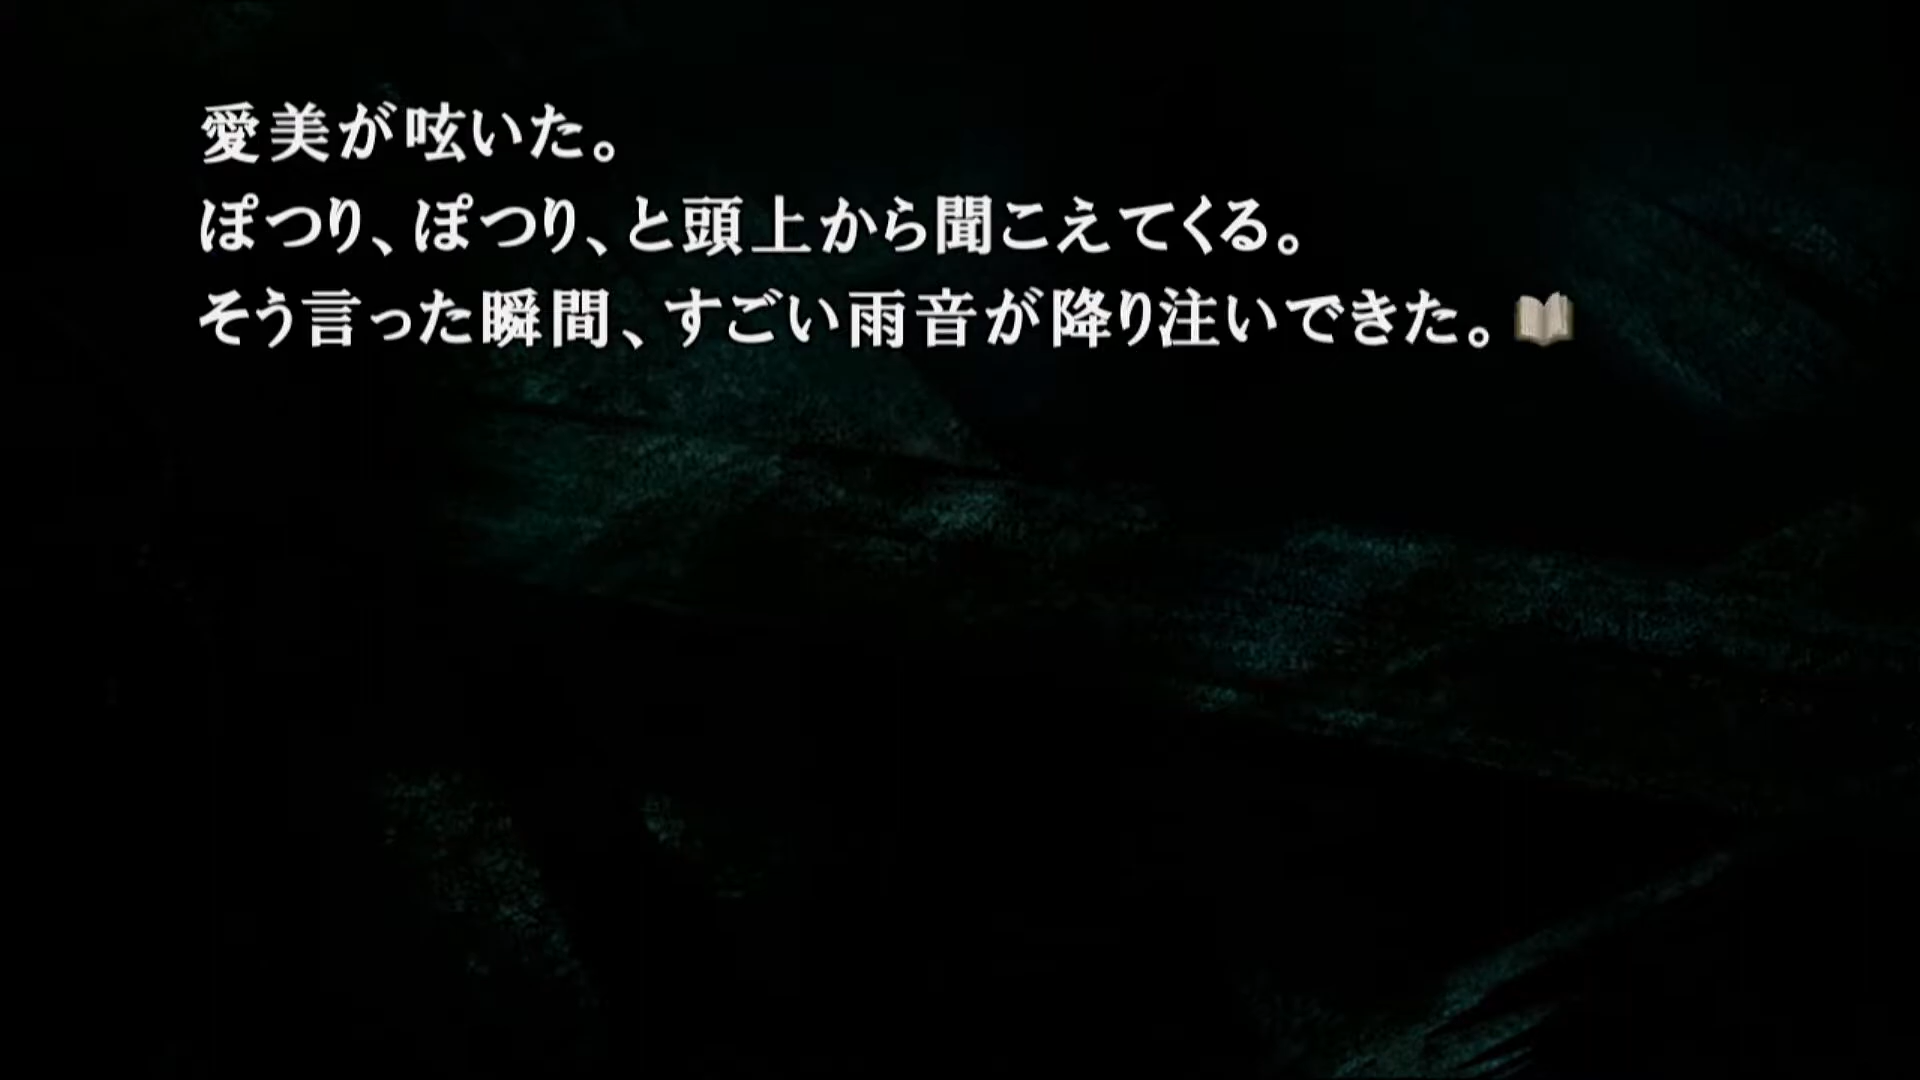 愛美が呟いた。
ぽつり、ぽつり、と頭上から聞こえてくる。
そう言った瞬間、すごい雨音が降り注いできた。